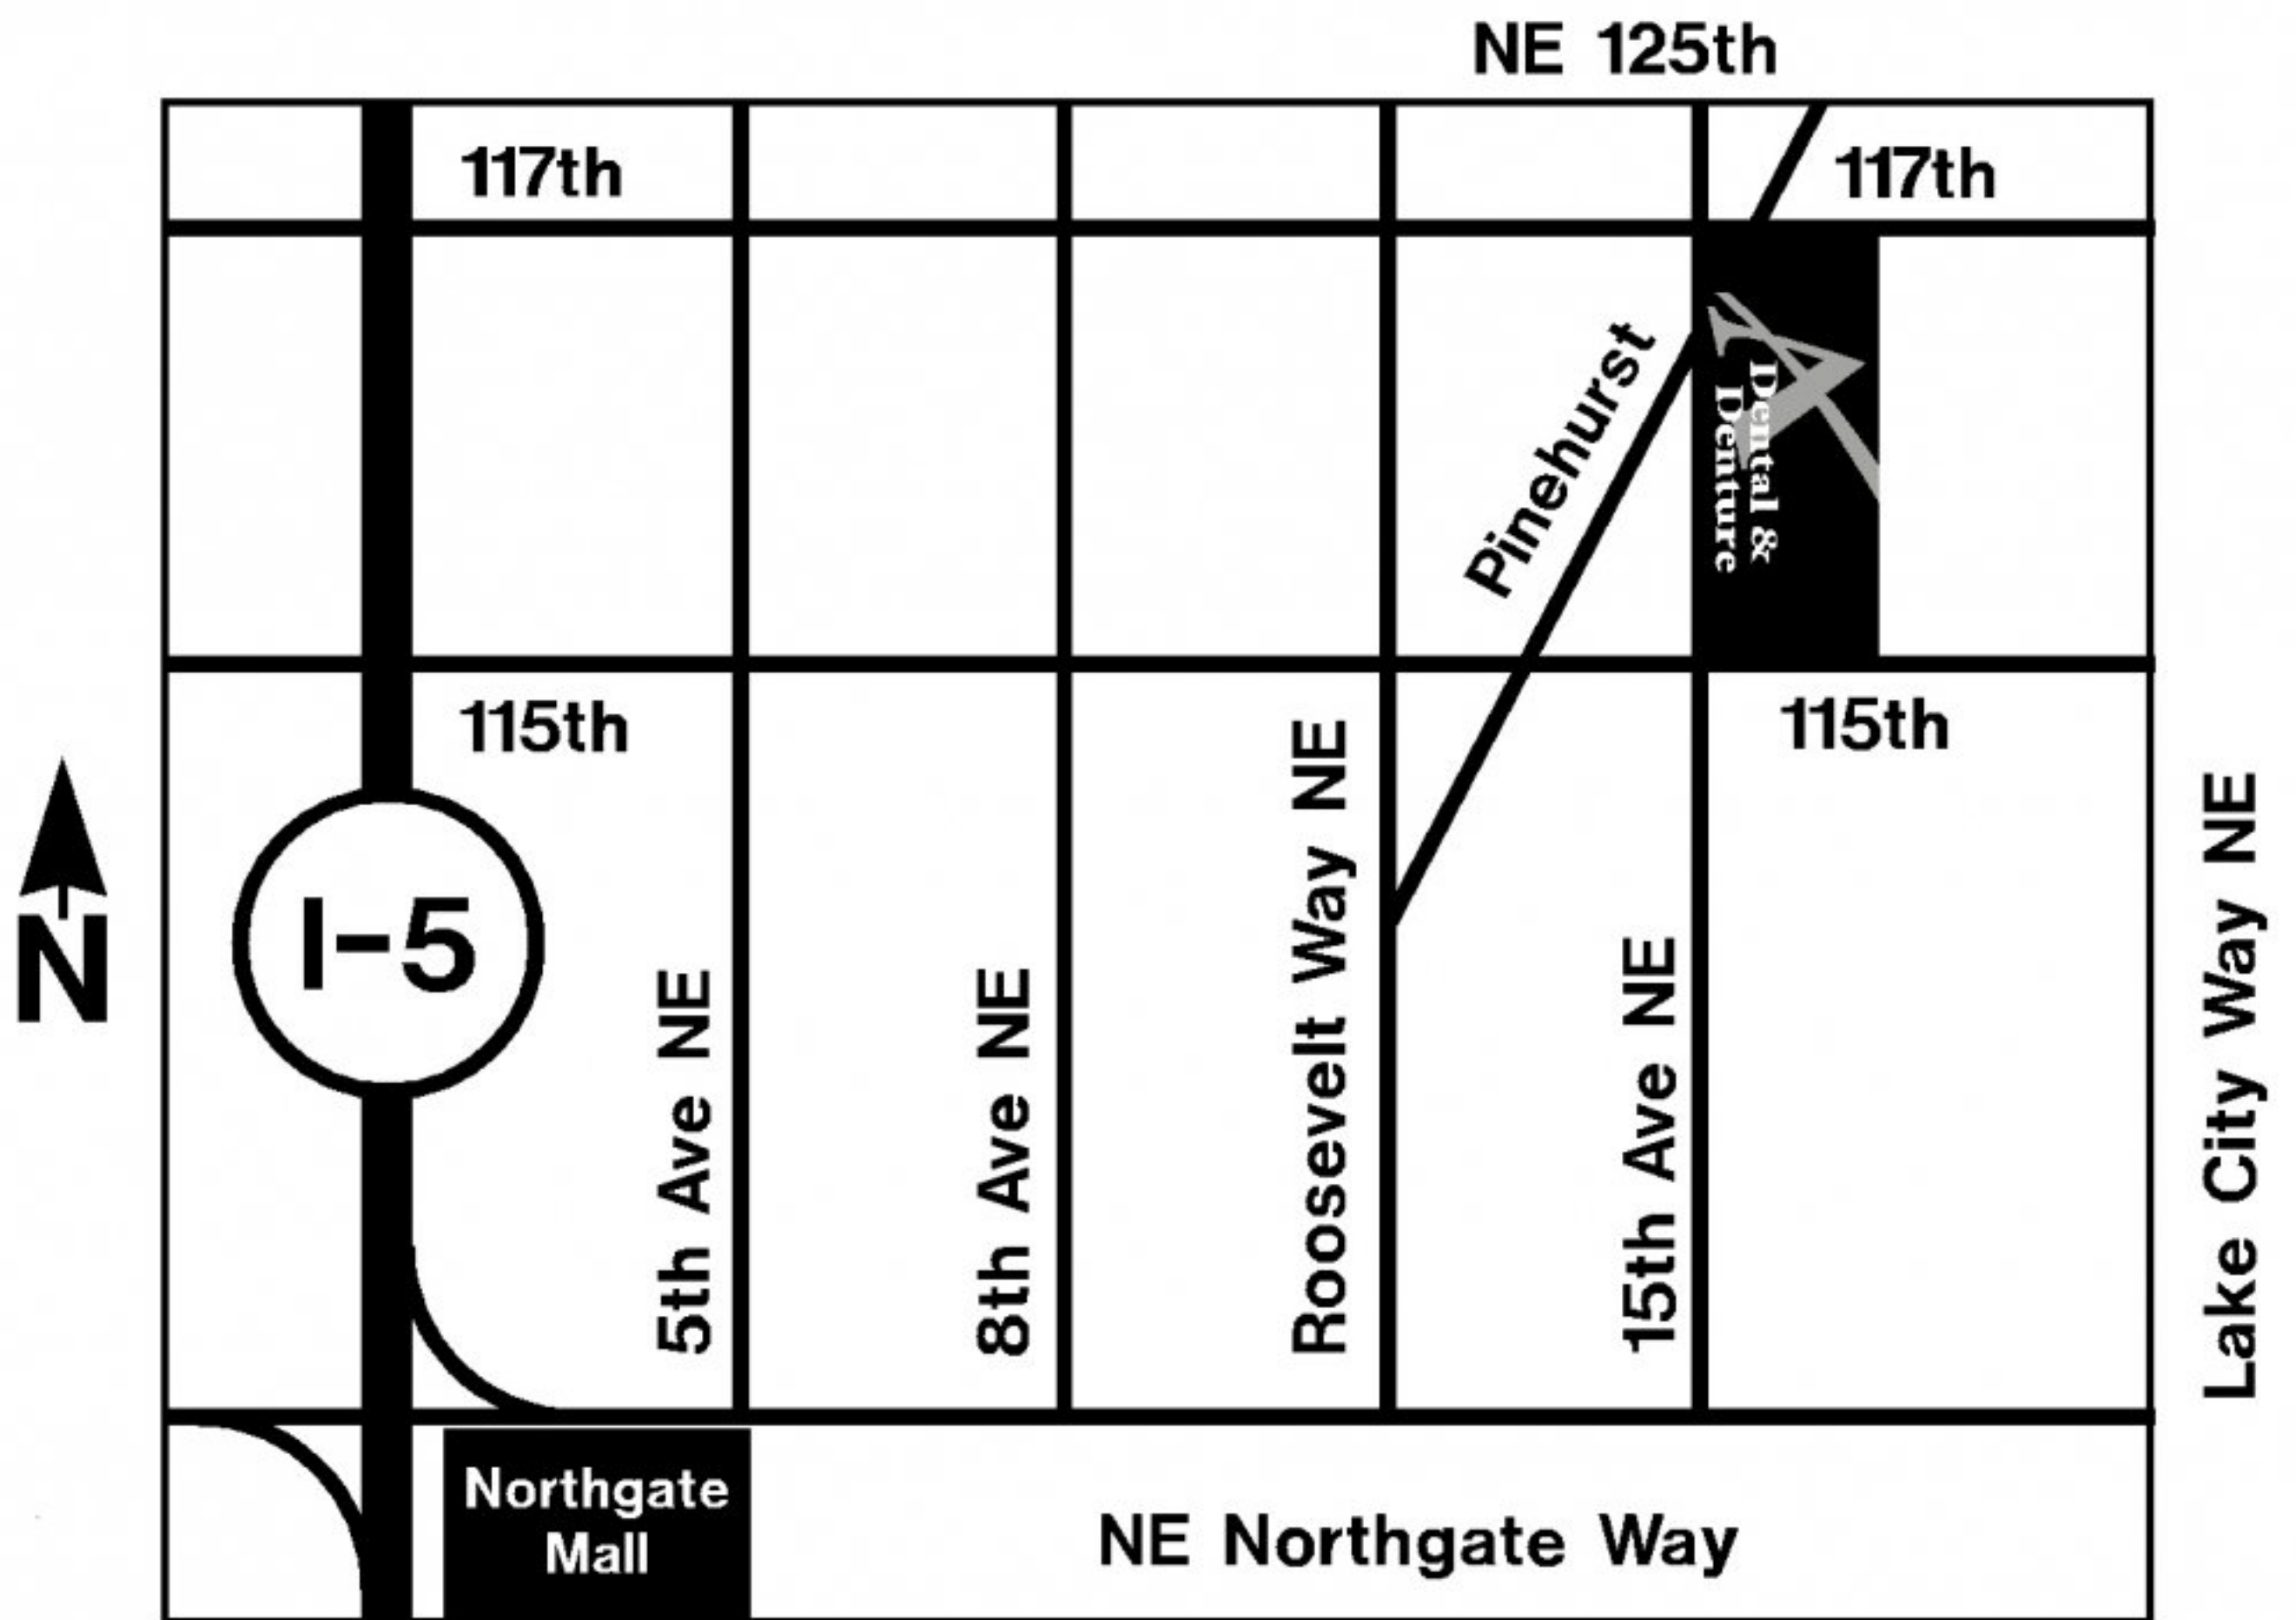 NE 125th
117th
117th
Pinehurst
Dental &
Denture
115th
115th
N
I-5
5th Ave NE
8th Ave NE
Roosevelt Way NE
15th Ave NE
Lake City Way NE
Northgate
Mall
NE Northgate Way